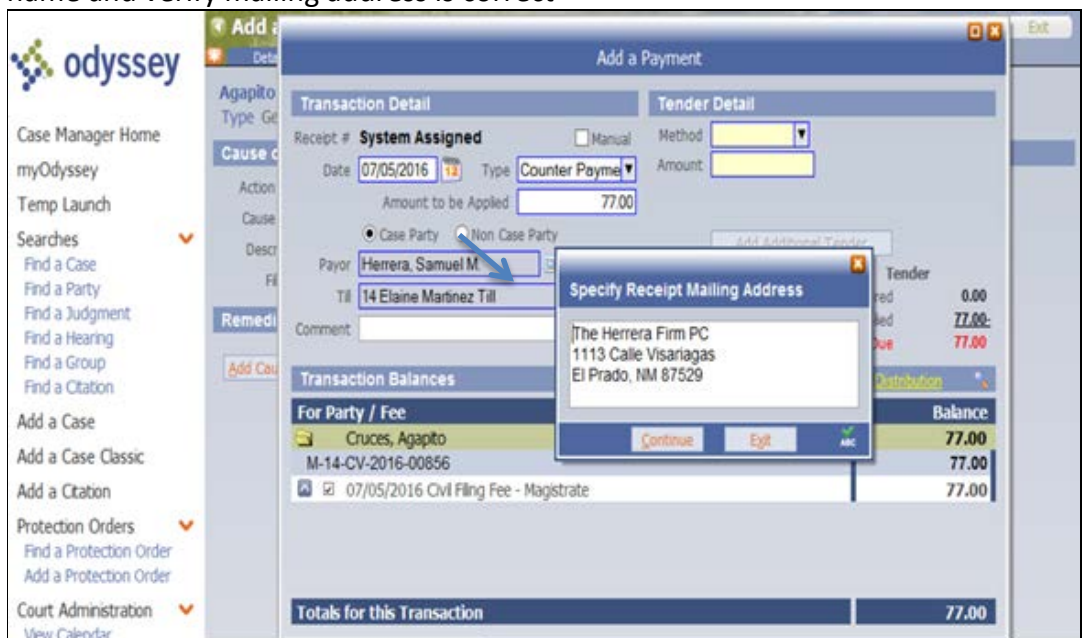 name and verify mailing address is correct
odyssey
Case Manager Home
myOdyssey
Temp Launch
Searches
Find a Case
Find a Party
Find a Judgment
Find a Hearing
Find a Group
Find a Citation
Add a Case
Add a Case Classic
Add a Citation
Protection Orders
Find a Protection Order
Add a Protection Order
Court Administration
View Calendar
Add a
Exit
Agapito
Type
Cause
Action
Cause
Add a Payment
Transaction Detail
Receipt # System Assigned Manual
Date 07/05/2016 Type Counter Payme
Amount to be Applied 77.00
Case Party Non Case Party
Payor Herrera, Samuel M.
Till 14 Elaine Martinez Till
Comment
Tender Detail
Method
Amount
Add Additional Tender
Tender
0.00
77.00-
77.00
Specify Receipt Mailing Address
The Herrera Firm PC
1113 Calle Visariagas
El Prado, NM 87529
Continue Exit ABC
Transaction Balances
Distribution
For Party / Fee Balance
Cruces, Agapito 77.00
M-14-CV-2016-00856 77.00
07/05/2016 Civil Filing Fee - Magistrate 77.00
Totals for this Transaction 77.00